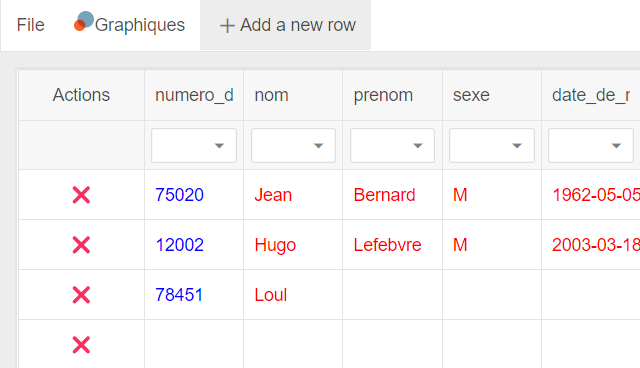 File Graphiques + Add a new row
Actions numero_d nom prenom sexe date_de_r
75020 Jean Bernard M 1962-05-05
12002 Hugo Lefebvre M 2003-03-18
78451 Loul